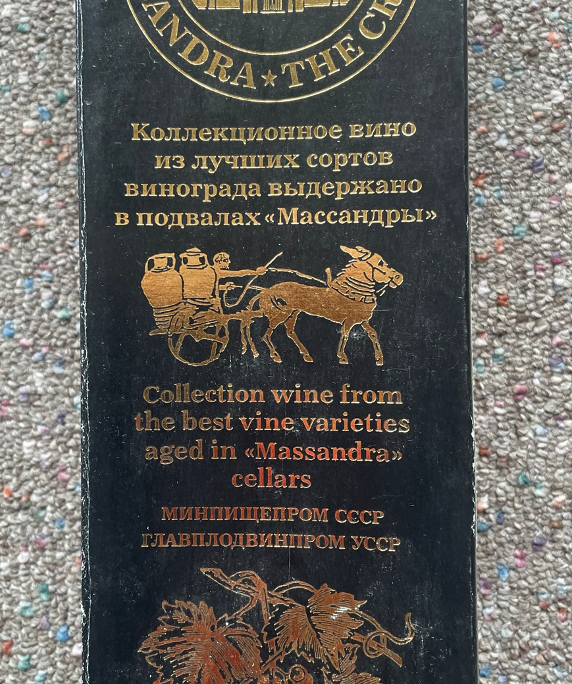 ANDRA ★ THE CR
Коллекционное вино
из лучших сортов
винограда выдержано
в подвалах «Массандры»
Collection wine from
the best vine varieties
aged in «Massandra»
cellars
МИНПИЩЕПРОМ СССР
ГЛАВПЛОДВИНПРОМ УССР